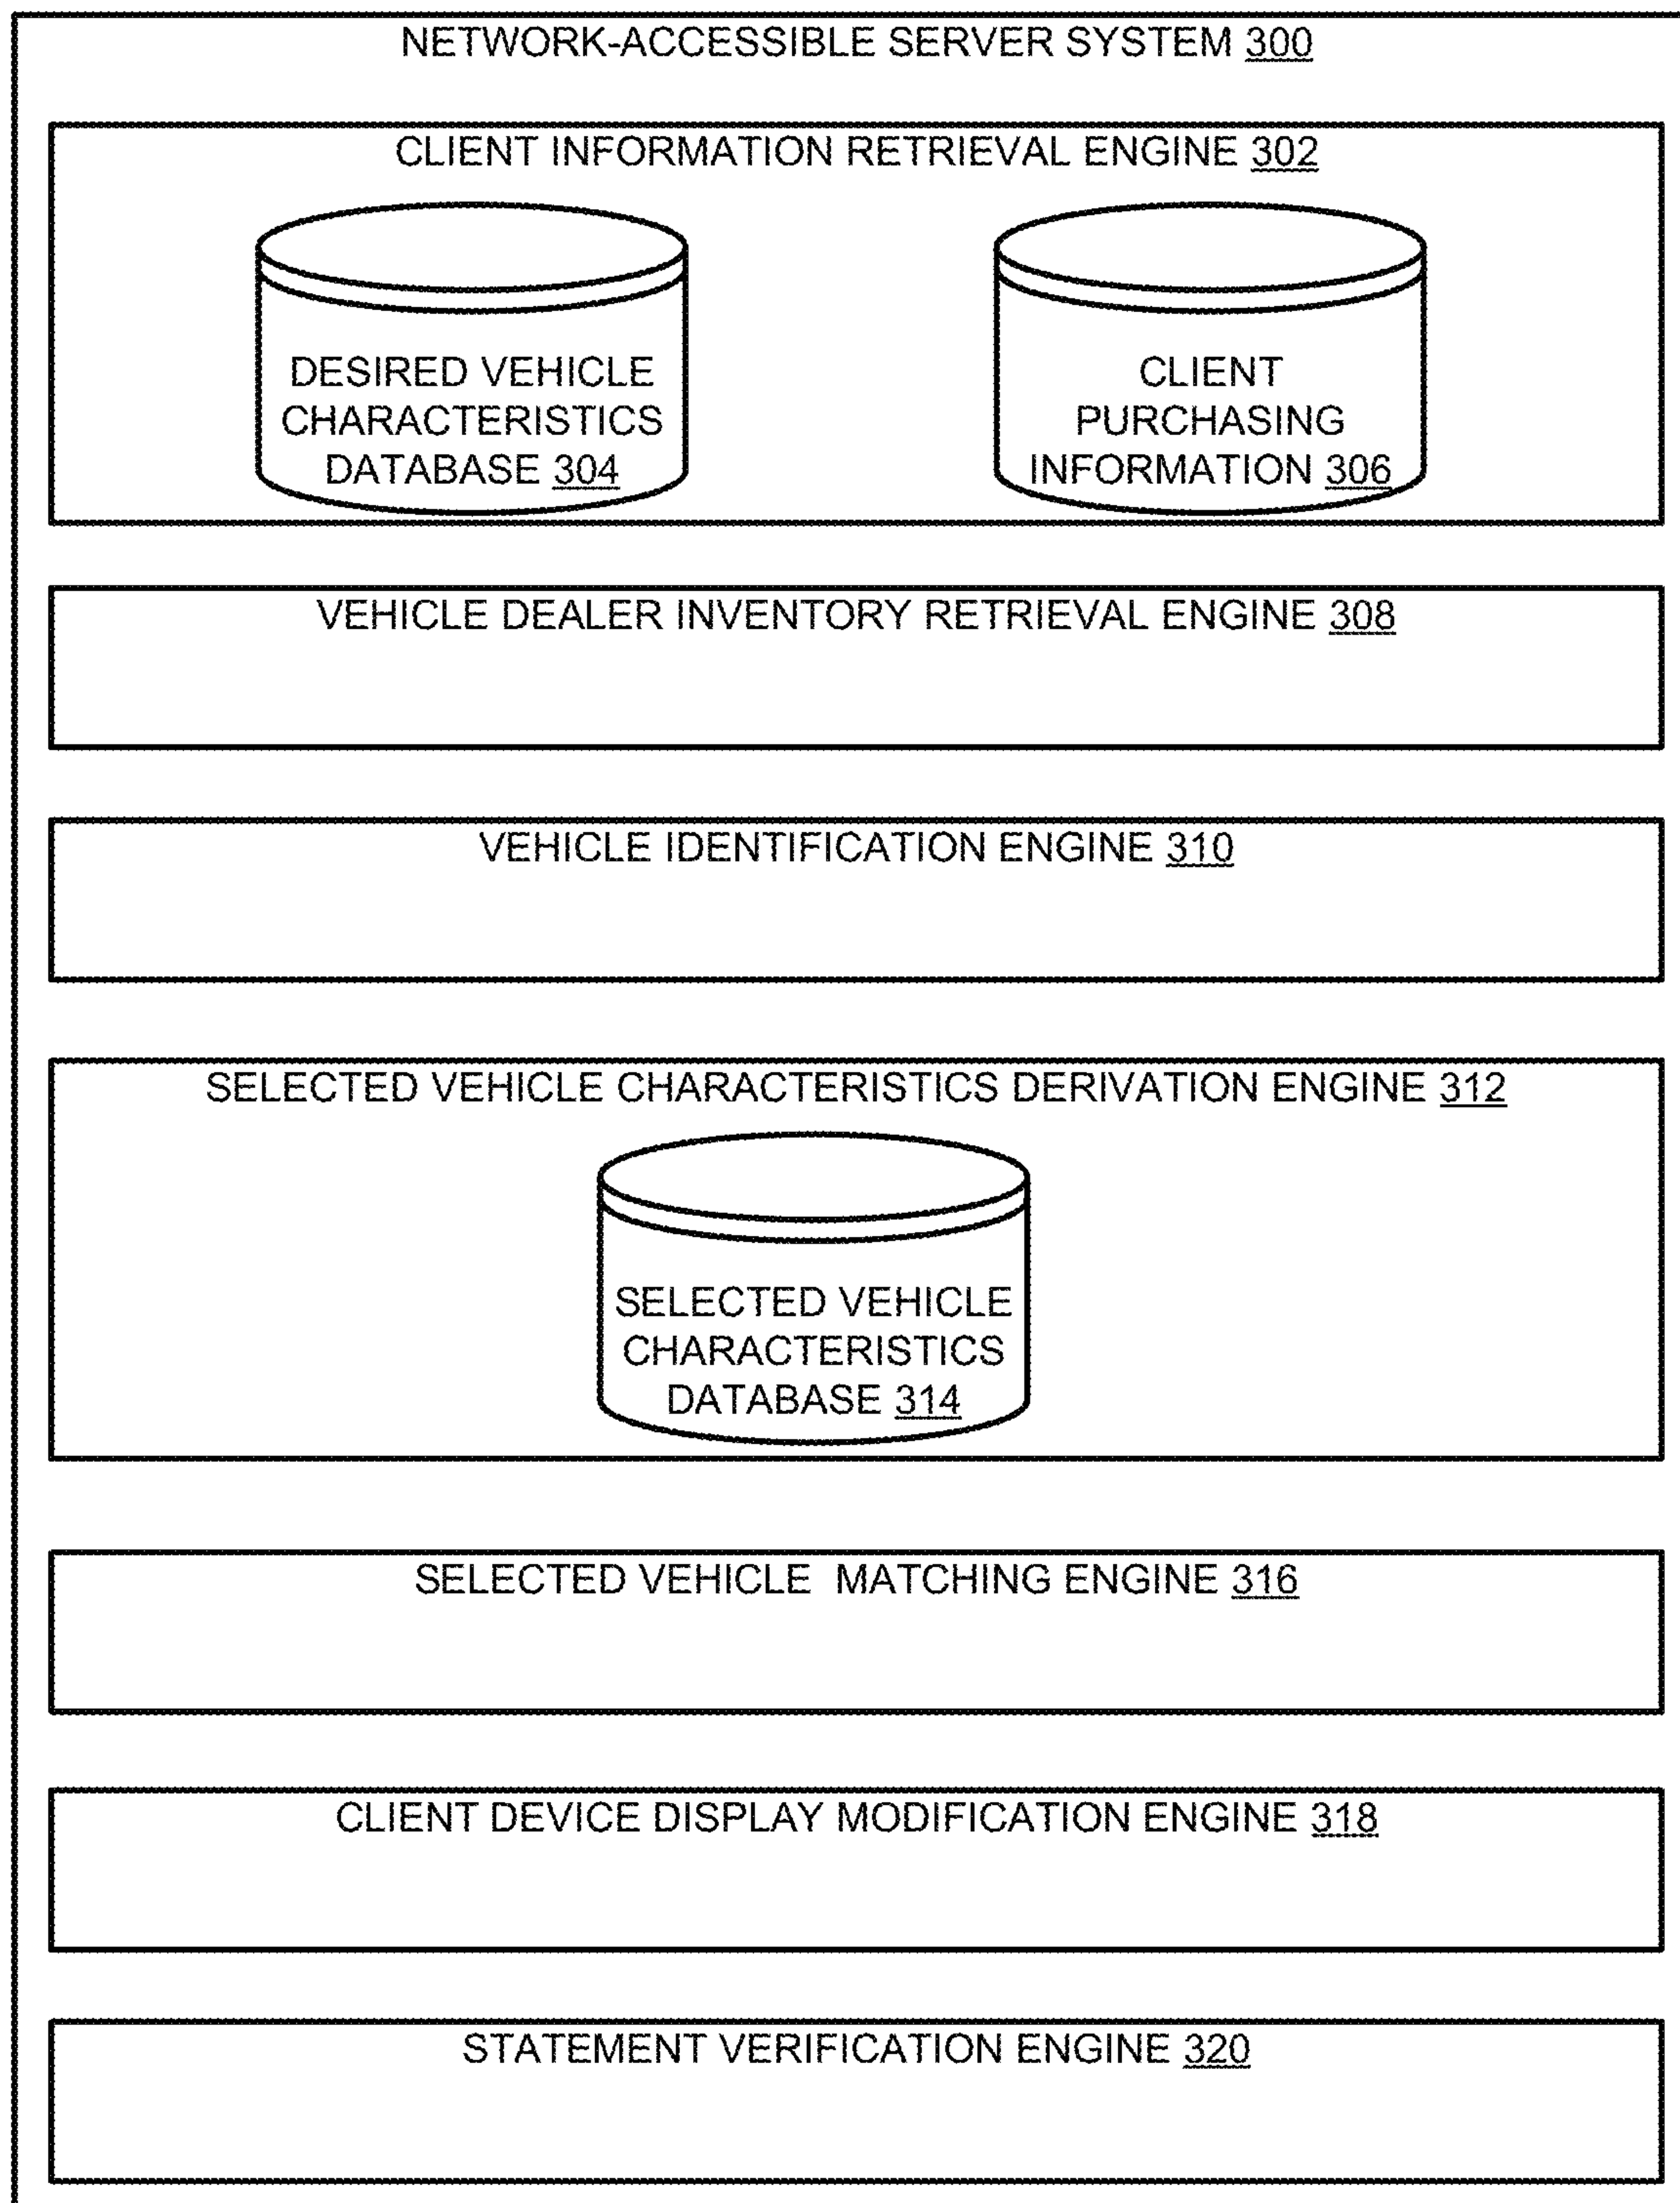 NETWORK-ACCESSIBLE SERVER SYSTEM 300
CLIENT INFORMATION RETRIEVAL ENGINE 302
DESIRED VEHICLE
CHARACTERISTICS
DATABASE 304
CLIENT
PURCHASING
INFORMATION 306
VEHICLE DEALER INVENTORY RETRIEVAL ENGINE 308
VEHICLE IDENTIFICATION ENGINE 310
SELECTED VEHICLE CHARACTERISTICS DERIVATION ENGINE 312
SELECTED VEHICLE
CHARACTERISTICS
DATABASE 314
SELECTED VEHICLE MATCHING ENGINE 316
CLIENT DEVICE DISPLAY MODIFICATION ENGINE 318
STATEMENT VERIFICATION ENGINE 320